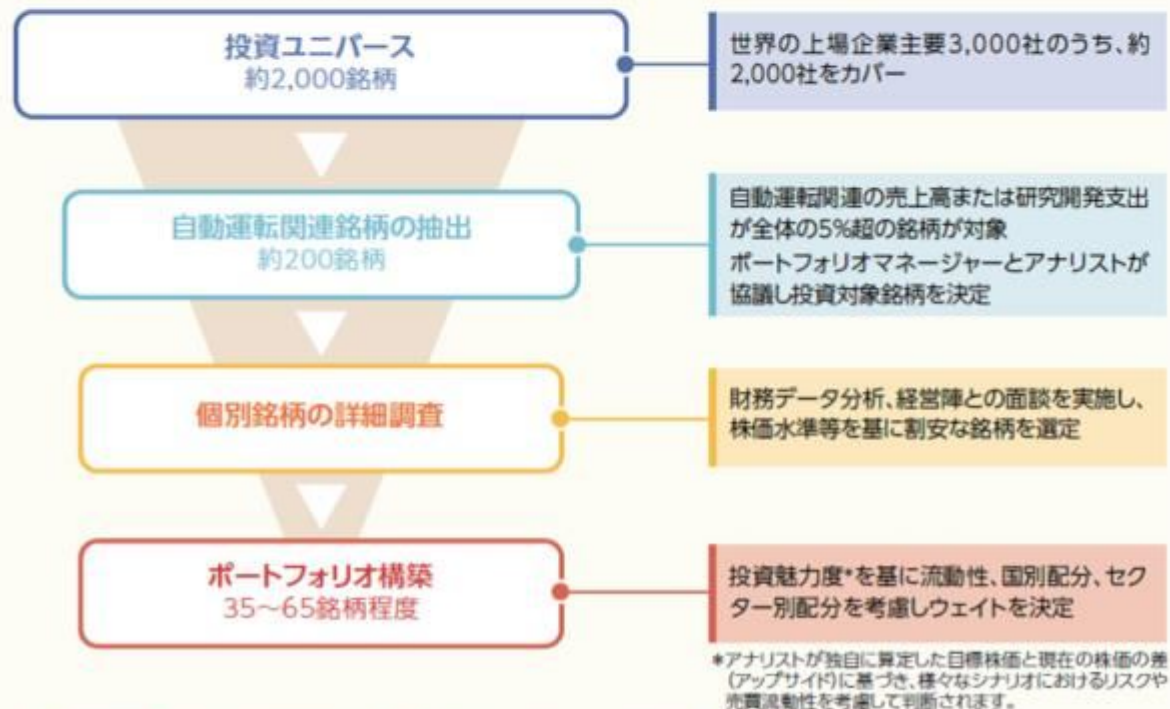 投資ユニバース
約2,000銘柄
世界の上場企業主要3,000社のうち、約
2,000社をカバー
自動運転関連銘柄の抽出
約200銘柄
自動運転関連の売上高または研究開発支出
が全体の5%超の銘柄が対象
ポートフォリオマネージャーとアナリストが
協議し投資対象銘柄を決定
個別銘柄の詳細調査
財務データ分析、経営陣との面談を実施し、
株価水準等を基に割安な銘柄を選定
ポートフォリオ構築
35～65銘柄程度
投資魅力度*を基に流動性、国別配分、セク
ター別配分を考慮しウェイトを決定
*アナリストが独自に算定した目標株価と現在の株価の差
(アップサイド)に基づき、様々なシナリオにおけるリスクや
売買流動性を考慮して判断されます。